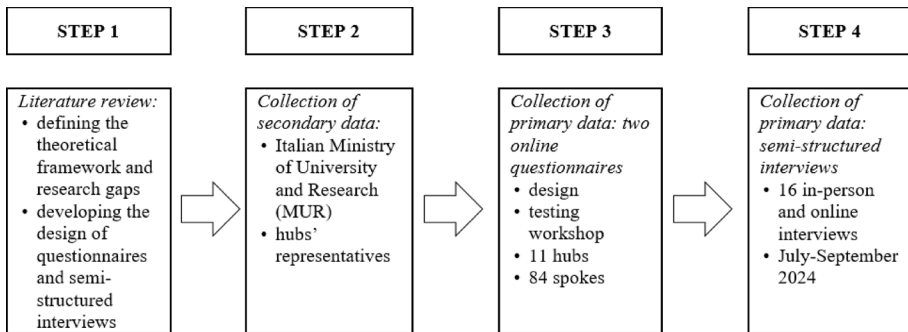 STEP 1
STEP 2
STEP 3
STEP 4
Literature review:
• defining the
theoretical
framework and
research gaps
• developing the
design of
questionnaires
and semi-
structured
interviews
Collection of
secondary data:
• Italian Ministry
of University
and Research
(MUR)
• hubs’
representatives
Collection of
primary data: two
online
questionnaires
• design
• testing
workshop
• 11 hubs
• 84 spokes
Collection of
primary data:
semi-structured
interviews
• 16 in-person
and online
interviews
• July-September
2024